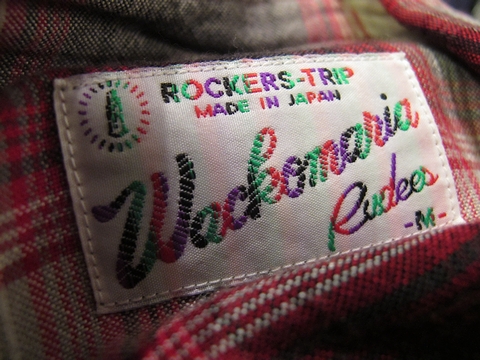 ROCKERS-TRIP
MADE IN JAPAN
Wackomaria
Rudees
-M-